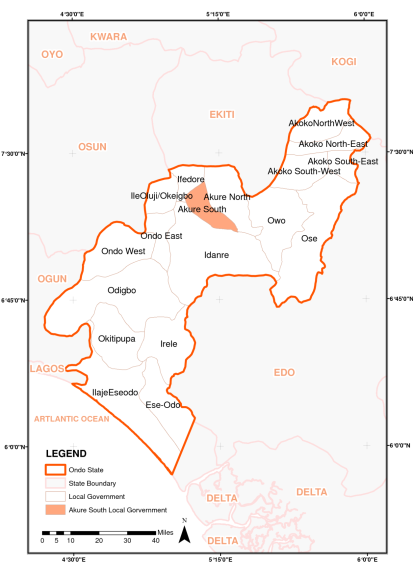 4°30'0"E 5°15'0"E 6°0'0"E
KWARA
OYO
KOGI
EKITI
AkokoNorthWest
7°30'0"N
OSUN
Akoko North-East
7°30'0"N
Akoko South-East
Akoko South-West
Ifedore
IleOluji/Okeigbo
Akure North
Akure South
Owo
Ondo East
Ose
Ondo West
Idanre
OGUN
Odigbo
6°45'0"N
6°45'0"N
Okitipupa
Irele
LAGOS
EDO
IlajeEseodo
Ese-Odo
ARTLANTIC OCEAN
6°0'0"N
6°0'0"N
LEGEND
Ondo State
State Boundary
Local Government
Akure South Local Gorvernment
DELTA
DELTA
DELTA
N
Miles
0 5 10 20 30 40
4°30'0"E 5°15'0"E 6°0'0"E